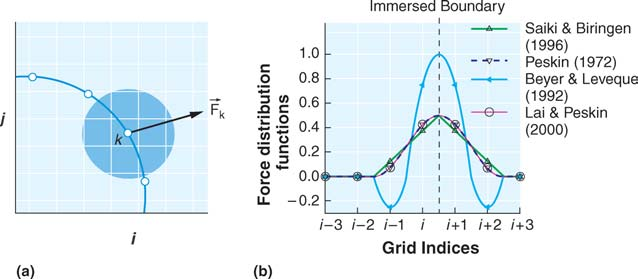 j
k
F⃗k
i
(a)
Immersed Boundary
Force distribution
functions
1.0
0.8
0.6
0.4
0.2
0.0
−0.2
i−3 i−2 i−1 i i+1 i+2 i+3
Grid Indices
Saiki & Biringen
(1996)
Peskin (1972)
Beyer & Leveque
(1992)
Lai & Peskin
(2000)
(b)